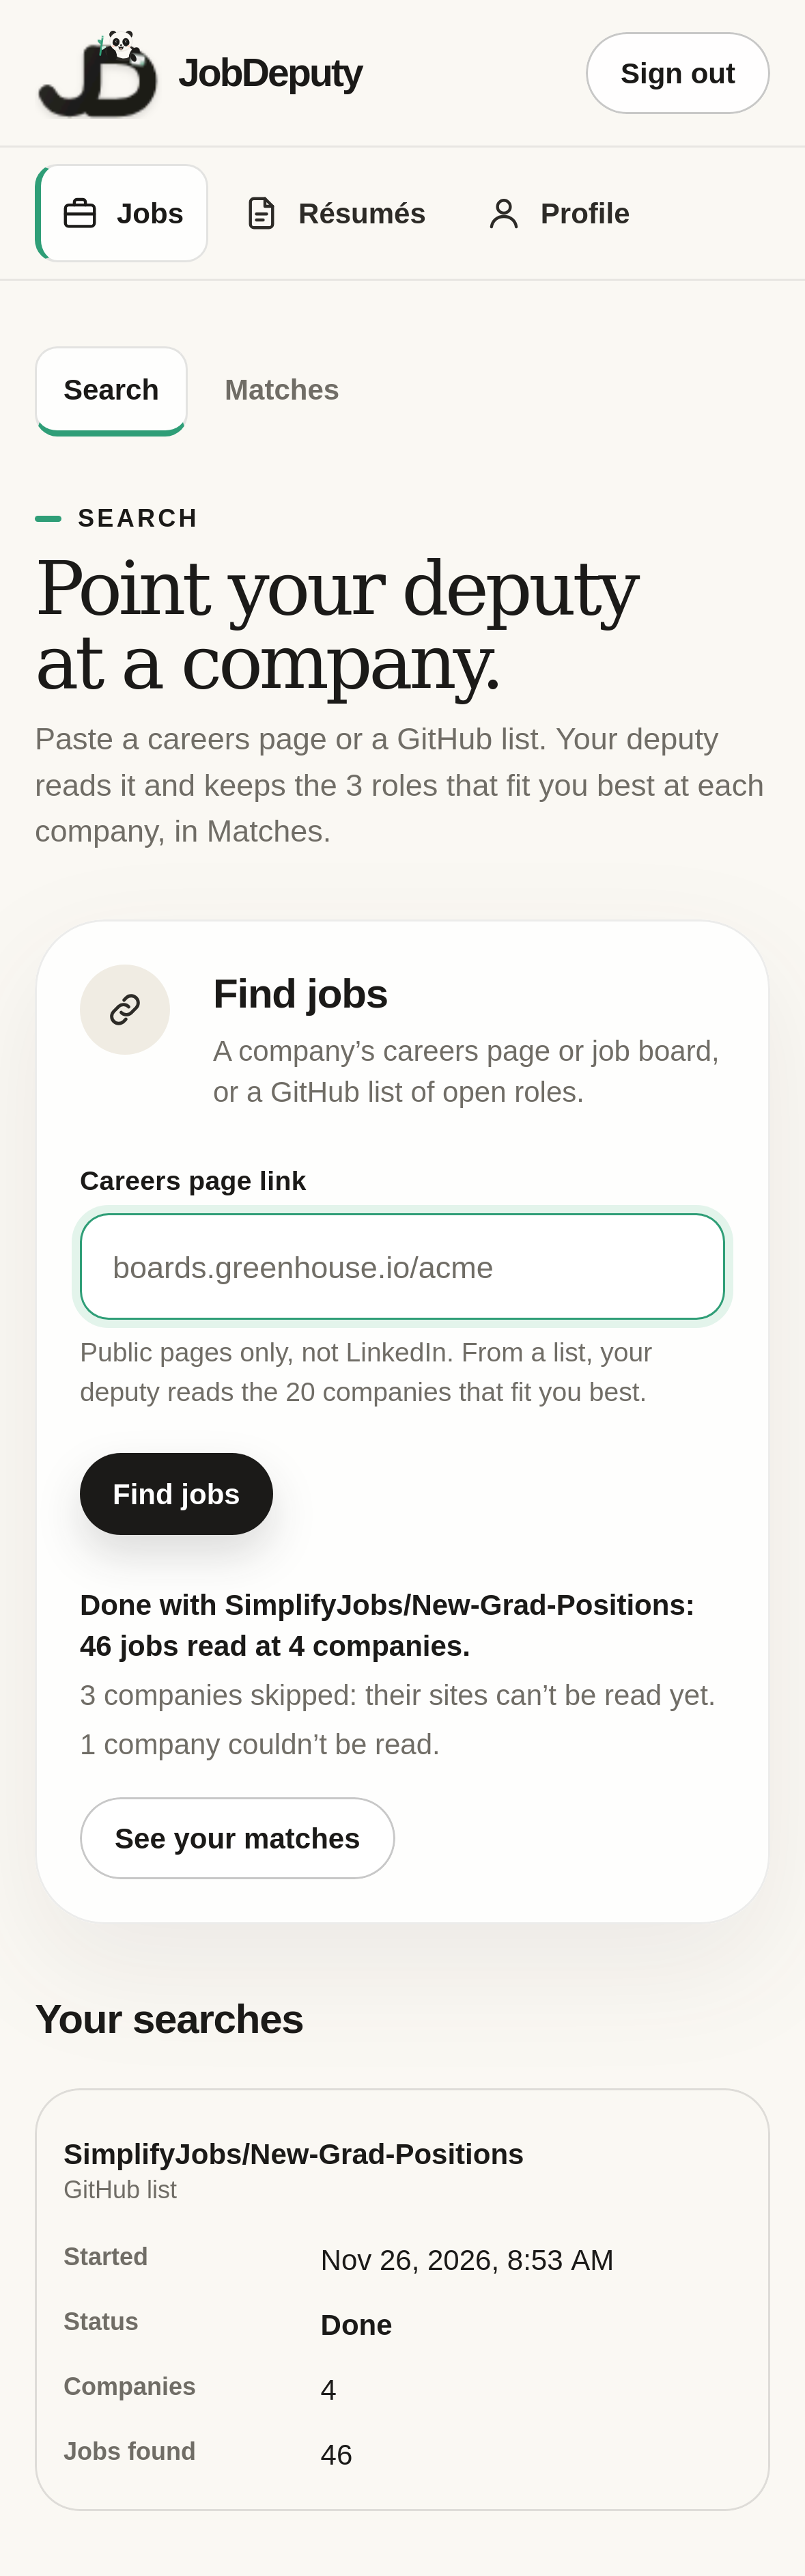 JD
JobDeputy
Sign out
Jobs
Résumés
Profile
Search
Matches
SEARCH
Point your deputy
at a company.
Paste a careers page or a GitHub list. Your deputy
reads it and keeps the 3 roles that fit you best at each
company, in Matches.
Find jobs
A company’s careers page or job board,
or a GitHub list of open roles.
Careers page link
boards.greenhouse.io/acme
Public pages only, not LinkedIn. From a list, your
deputy reads the 20 companies that fit you best.
Find jobs
Done with SimplifyJobs/New-Grad-Positions:
46 jobs read at 4 companies.
3 companies skipped: their sites can’t be read yet.
1 company couldn’t be read.
See your matches
Your searches
SimplifyJobs/New-Grad-Positions
GitHub list
Started
Nov 26, 2026, 8:53 AM
Status
Done
Companies
4
Jobs found
46